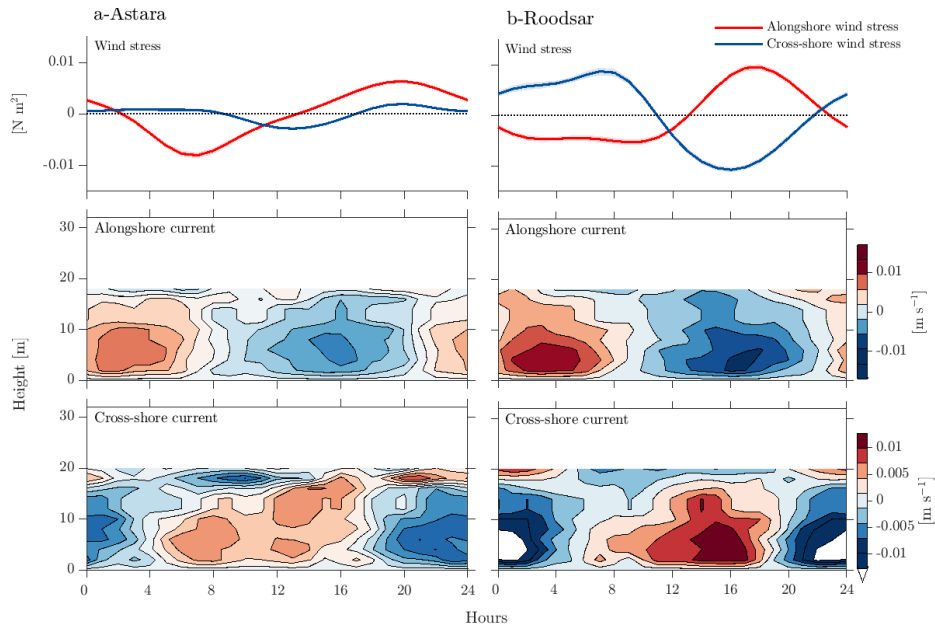 a-Astara
b-Roodsar
Alongshore wind stress
Cross-shore wind stress
Wind stress
Wind stress
0.01
0
-0.01
[N m²]
Alongshore current
Alongshore current
30
20
10
0
0.01
0
-0.01
[m s⁻¹]
Height [m]
Cross-shore current
Cross-shore current
30
20
10
0
0.01
0.005
0
-0.005
-0.01
[m s⁻¹]
0 4 8 12 16 20 24
0 4 8 12 16 20 24
Hours